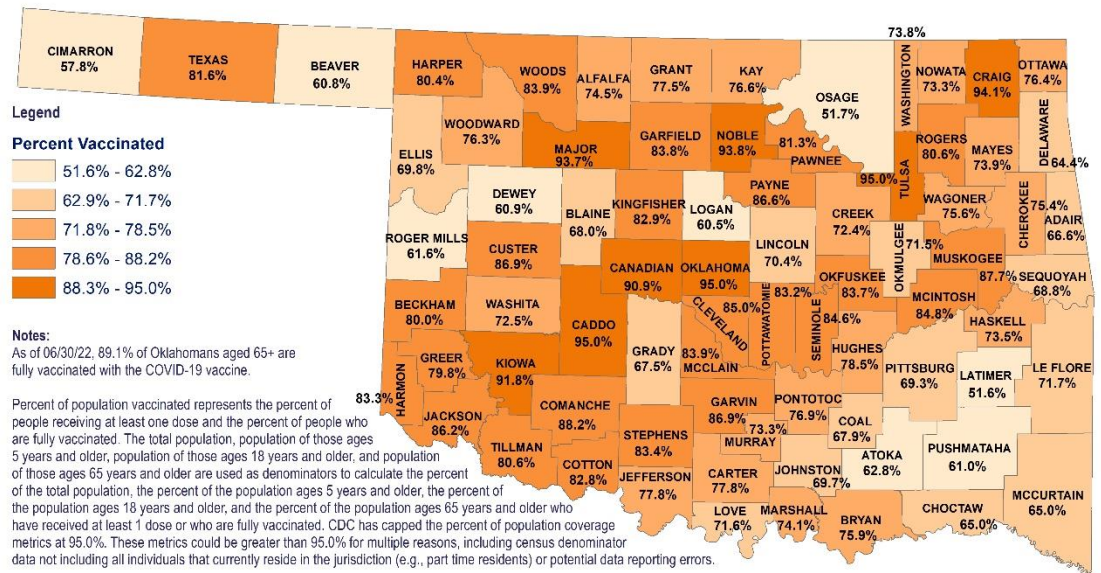 73.8%
CIMARRON
57.8%
TEXAS
81.6%
BEAVER
60.8%
HARPER
80.4%
WOODS
83.9%
ALFALFA
74.5%
GRANT
77.5%
KAY
76.6%
OSAGE
51.7%
WASHINGTON
NOWATA
73.3%
CRAIG
94.1%
OTTAWA
76.4%
DELAWARE
64.4%
Legend
Percent Vaccinated
51.6% - 62.8%
62.9% - 71.7%
71.8% - 78.5%
78.6% - 88.2%
88.3% - 95.0%
ELLIS
69.8%
WOODWARD
76.3%
MAJOR
93.7%
GARFIELD
83.8%
NOBLE
93.8%
81.3%
PAWNEE
95.0%
TULSA
ROGERS
80.6%
MAYES
73.9%
DEWEY
60.9%
BLAINE
68.0%
KINGFISHER
82.9%
LOGAN
60.5%
PAYNE
86.6%
CREEK
72.4%
WAGONER
75.6%
CHEROKEE
75.4%
ADAIR
66.6%
ROGER MILLS
61.6%
CUSTER
86.9%
CANADIAN
90.9%
OKLAHOMA
95.0%
LINCOLN
70.4%
OKMULGEE
71.5%
MUSKOGEE
87.7%
SEQUOYAH
68.8%
BECKHAM
80.0%
WASHITA
72.5%
CADDO
95.0%
GRADY
67.5%
CLEVELAND
85.0%
POTTAWATOMIE
83.2%
SEMINOLE
84.6%
OKFUSKEE
83.7%
MCINTOSH
84.8%
HASKELL
73.5%
HARMON
83.3%
GREER
79.8%
KIOWA
91.8%
83.9%
MCCLAIN
HUGHES
78.5%
PITTSBURG
69.3%
LATIMER
51.6%
LE FLORE
71.7%
JACKSON
86.2%
COMANCHE
88.2%
GARVIN
86.9%
PONTOTOC
76.9%
COAL
67.9%
TILLMAN
80.6%
COTTON
82.8%
STEPHENS
83.4%
73.3%
MURRAY
JOHNSTON
69.7%
ATOKA
62.8%
PUSHMATAHA
61.0%
JEFFERSON
77.8%
CARTER
77.8%
LOVE
71.6%
MARSHALL
74.1%
BRYAN
75.9%
CHOCTAW
65.0%
MCCURTAIN
65.0%
Notes:
As of 06/30/22, 89.1% of Oklahomans aged 65+ are
fully vaccinated with the COVID-19 vaccine.
Percent of population vaccinated represents the percent of
people receiving at least one dose and the percent of people who
are fully vaccinated. The total population, population of those ages
5 years and older, population of those ages 18 years and older, and population
of those ages 65 years and older are used as denominators to calculate the percent
of the total population, the percent of the population ages 5 years and older, the percent of
the population ages 18 years and older, and the percent of the population ages 65 years and older who
have received at least 1 dose or who are fully vaccinated. CDC has capped the percent of population coverage
metrics at 95.0%. These metrics could be greater than 95.0% for multiple reasons, including census denominator
data not including all individuals that currently reside in the jurisdiction (e.g., part time residents) or potential data reporting errors.